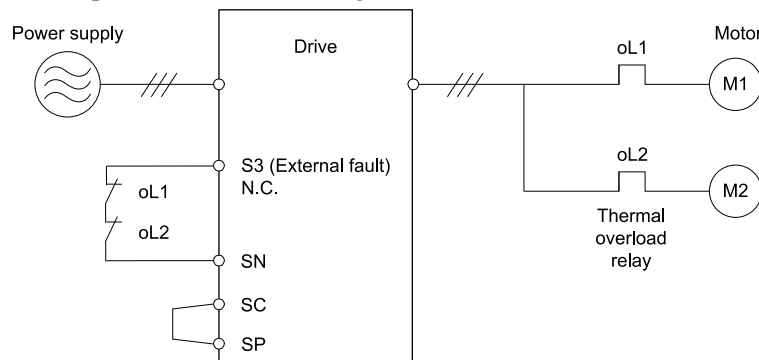 Power supply
Drive
oL1
Motor
M1
S3 (External fault)
N.C.
oL1
oL2
oL2
M2
Thermal
overload
relay
SN
SC
SP